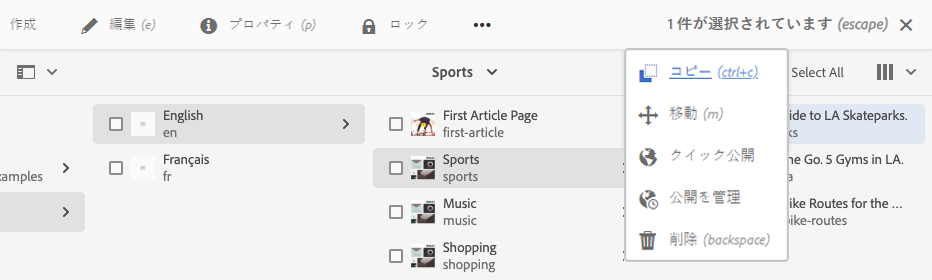 作成
編集 (e)
プロパティ (p)
ロック
1 件が選択されています (escape)
Sports
Select All
コピー (ctrl+c)
移動 (m)
クイック公開
公開を管理
削除 (backspace)
English
en
Français
fr
First Article Page
first-article
Sports
sports
Music
music
Shopping
shopping
ide to LA Skateparks.
ks
he Go. 5 Gyms in LA.
a
ike Routes for the ...
bike-routes
examples